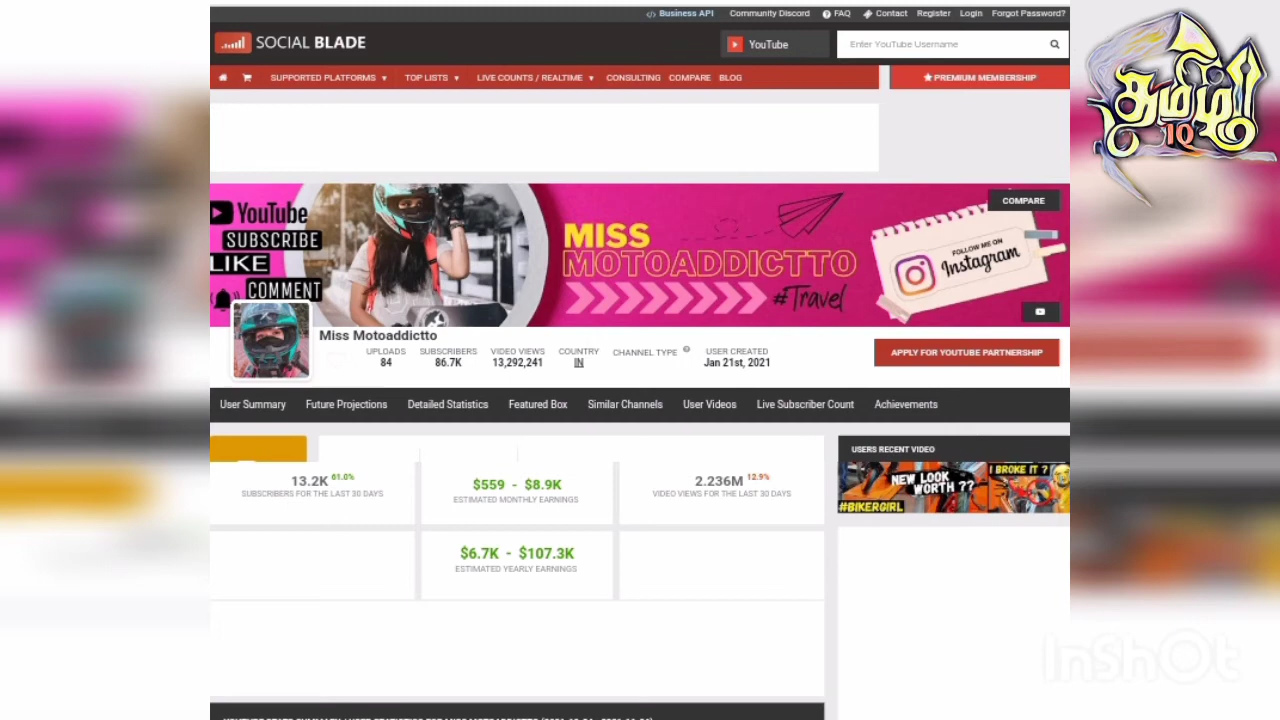 Business API Community Discord FAQ Contact Register Login Forgot Password?
SOCIAL BLADE
YouTube
Enter YouTube Username
SUPPORTED PLATFORMS TOP LISTS LIVE COUNTS / REALTIME CONSULTING COMPARE BLOG
PREMIUM MEMBERSHIP
தமிழ்
IQ
COMPARE
YouTube
SUBSCRIBE
LIKE
COMMENT
MISS
MOTOADDICTTO
#Travel
FOLLOW ME ON
Instagram
Miss Motoaddictto
UPLOADS SUBSCRIBERS VIDEO VIEWS COUNTRY CHANNEL TYPE USER CREATED
84 86.7K 13,292,241 IN Jan 21st, 2021
APPLY FOR YOUTUBE PARTNERSHIP
User Summary Future Projections Detailed Statistics Featured Box Similar Channels User Videos Live Subscriber Count Achievements
USERS RECENT VIDEO
NEW LOOK
WORTH ??
#BIKERGIRL
I BROKE IT ?
13.2K 61.0%
SUBSCRIBERS FOR THE LAST 30 DAYS
$559 - $8.9K
ESTIMATED MONTHLY EARNINGS
2.236M 12.9%
VIDEO VIEWS FOR THE LAST 30 DAYS
$6.7K - $107.3K
ESTIMATED YEARLY EARNINGS
InShOt